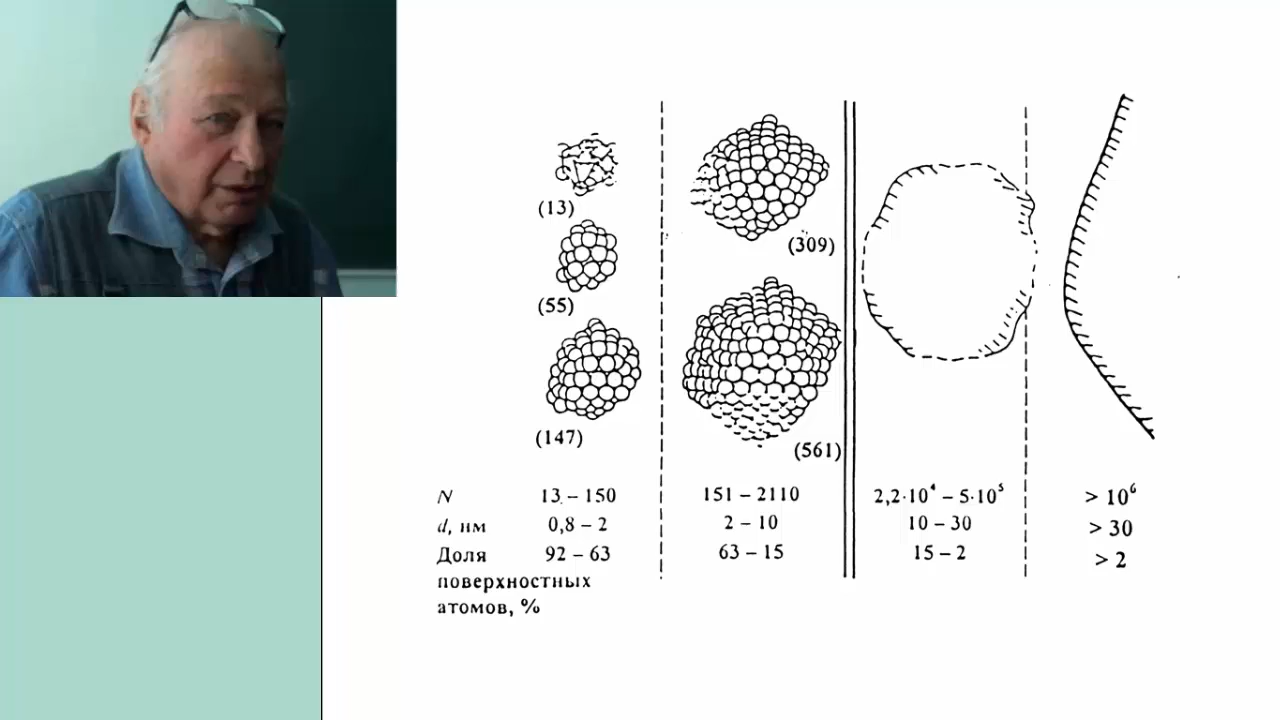 (13)
(309)
(55)
(147)
(561)
N 13 – 150 151 – 2110 2,2·10⁴ – 5·10⁵ > 10⁶
d, нм 0,8 – 2 2 – 10 10 – 30 > 30
Доля 92 – 63 63 – 15 15 – 2 > 2
поверхностных
атомов, %